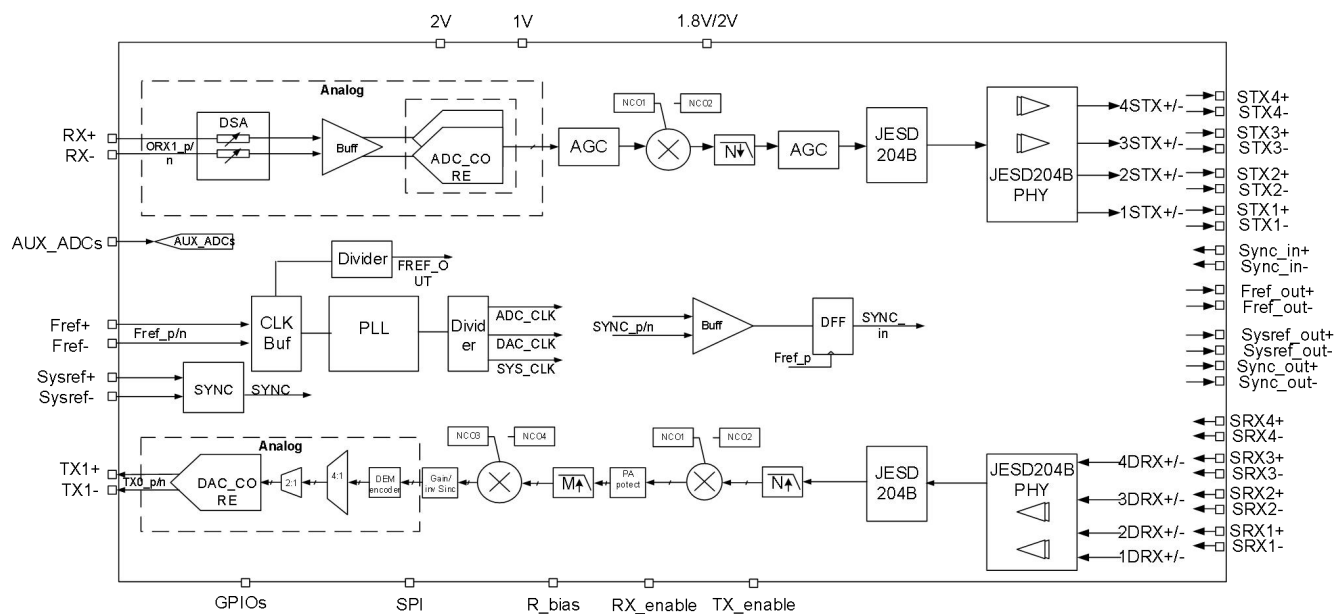 2V
1V
1.8V/2V
Analog
DSA
NCO1
NCO2
RX+
RX-
ORX1_p/
n
Buff
ADC_CO
RE
AGC
N
AGC
JESD
204B
JESD204B
PHY
4STX+/-
3STX+/-
2STX+/-
1STX+/-
STX4+
STX4-
STX3+
STX3-
STX2+
STX2-
STX1+
STX1-
AUX_ADCs
AUX_ADCs
Sync_in+
Sync_in-
Divider
FREF_O
UT
Fref+
Fref-
Fref_p/n
CLK
Buf
PLL
Divid
er
ADC_CLK
DAC_CLK
SYS_CLK
SYNC_p/n
Buff
Fref_p
DFF
SYNC_
in
Fref_out+
Fref_out-
Sysref_out+
Sysref_out-
Sync_out+
Sync_out-
Sysref+
Sysref-
SYNC
SYNC
Analog
TX1+
TX1-
TX0_p/n
DAC_CO
RE
2:1
4:1
DEM
encoder
Gain/
inv Sinc
NCO3
NCO4
M
PA
potect
NCO1
NCO2
N
JESD
204B
JESD204B
PHY
4DRX+/-
3DRX+/-
2DRX+/-
1DRX+/-
SRX4+
SRX4-
SRX3+
SRX3-
SRX2+
SRX2-
SRX1+
SRX1-
GPIOs
SPI
R_bias
RX_enable
TX_enable